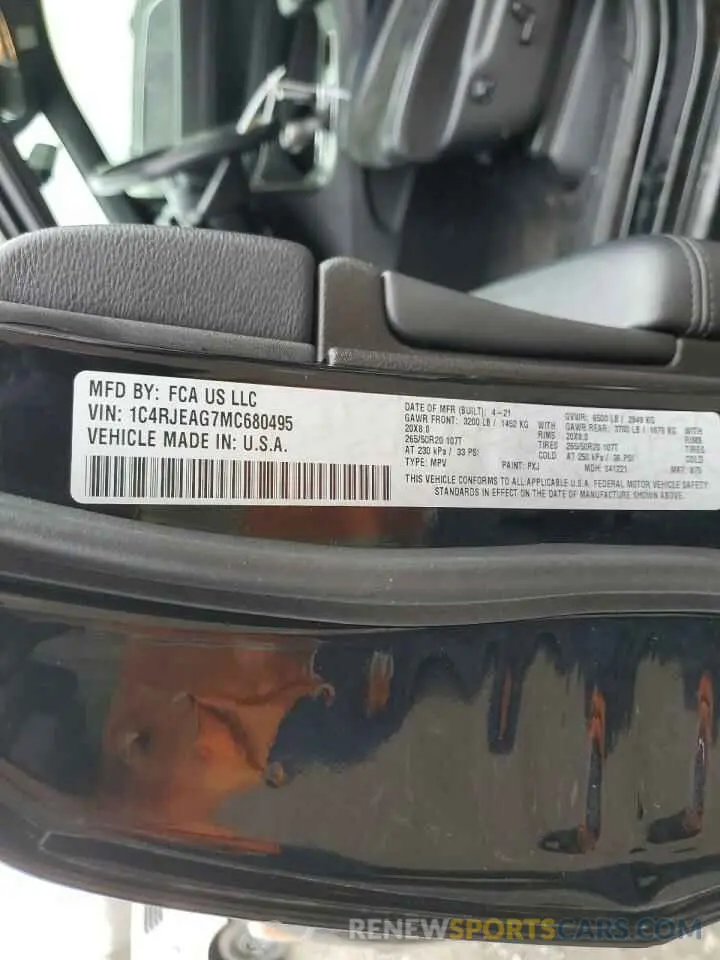 MFD BY: FCA US LLC
VIN: 1C4RJEAG7MC680495
VEHICLE MADE IN: U.S.A.
DATE OF MFR (BUILT): 4-21 GVWR: 6500 LB / 2949 KG
GAWR FRONT: 3200 LB / 1452 KG WITH GAWR REAR: 3700 LB / 1678 KG WITH
20X8.0 RIMS 20X8.0 RIMS
265/50R20 107T TIRES 265/50R20 107T TIRES
AT 230 kPa / 33 PSI COLD AT 250 kPa / 36 PSI COLD
TYPE: MPV PAINT: PXJ MDH: 041221
THIS VEHICLE CONFORMS TO ALL APPLICABLE U.S.A. FEDERAL MOTOR VEHICLE SAFETY
STANDARDS IN EFFECT ON THE DATE OF MANUFACTURE SHOWN ABOVE.
RENEWSPORTSCARS.COM